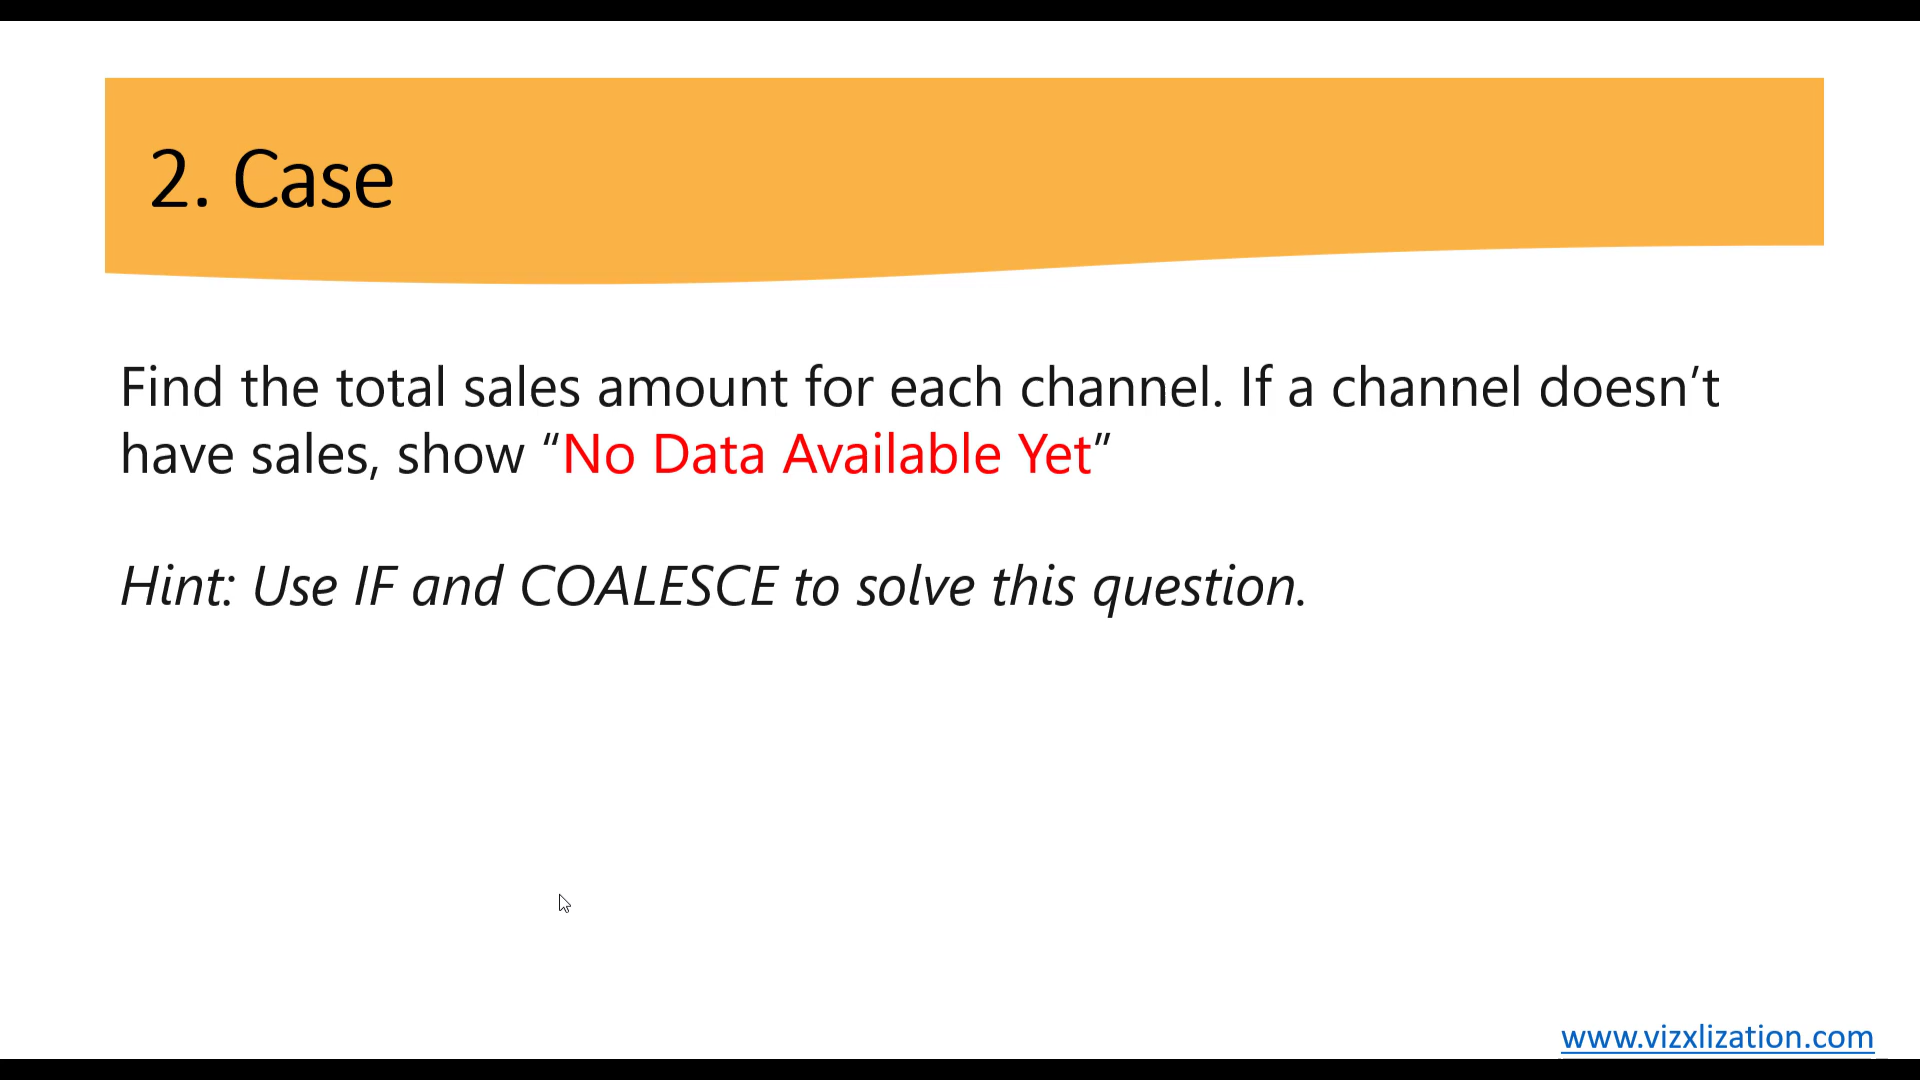 2. Case
Find the total sales amount for each channel. If a channel doesn’t
have sales, show “No Data Available Yet”
Hint: Use IF and COALESCE to solve this question.
www.vizxlization.com